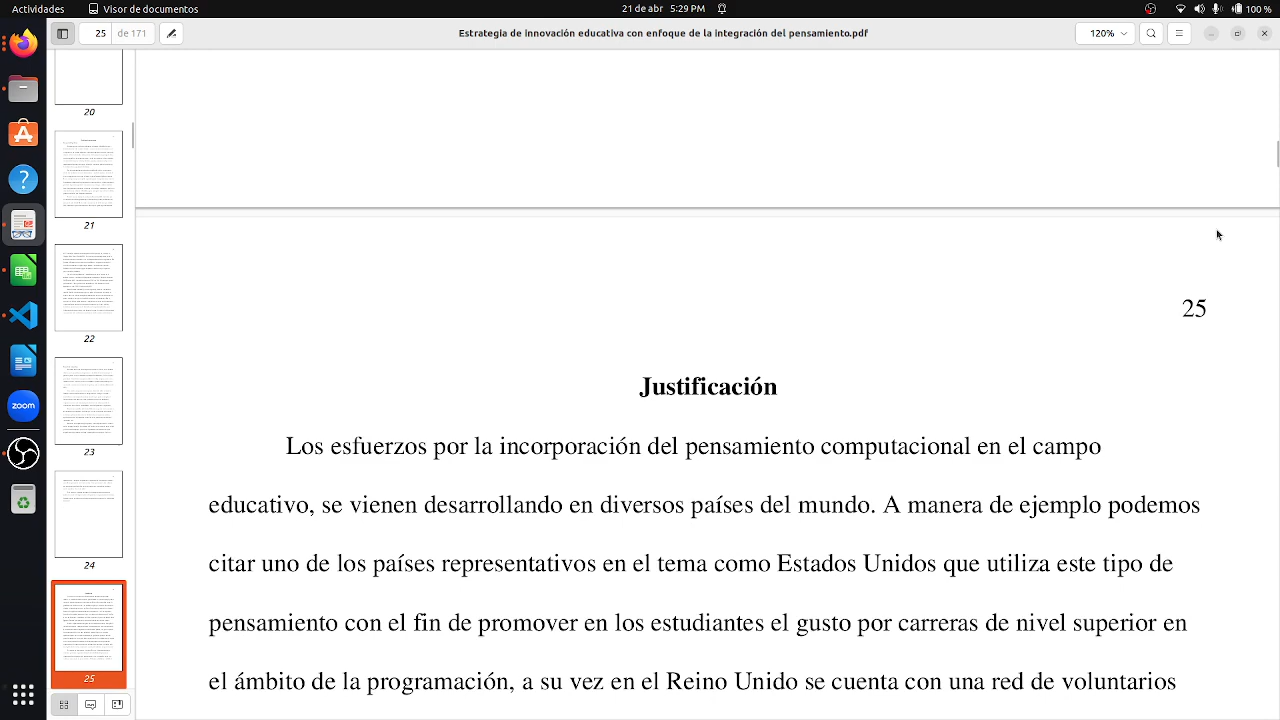 Actividades
Visor de documentos
21 de abr 5:29 PM
100 %
25 de 171
Estrategia de innovación educativa con enfoque de la integración del pensamiento.pdf
120%
20
21
22
23
24
25
zoom
25
Justificación
Los esfuerzos por la incorporación del pensamiento computacional en el campo
educativo, se vienen desarrollando en diversos países del mundo. A manera de ejemplo podemos
citar uno de los países representativos en el tema como Estados Unidos que utiliza este tipo de
pensamiento con el fin de promover en los estudiantes el gusto por carreras de nivel superior en
el ámbito de la programación, a su vez en el Reino Unido se cuenta con una red de voluntarios